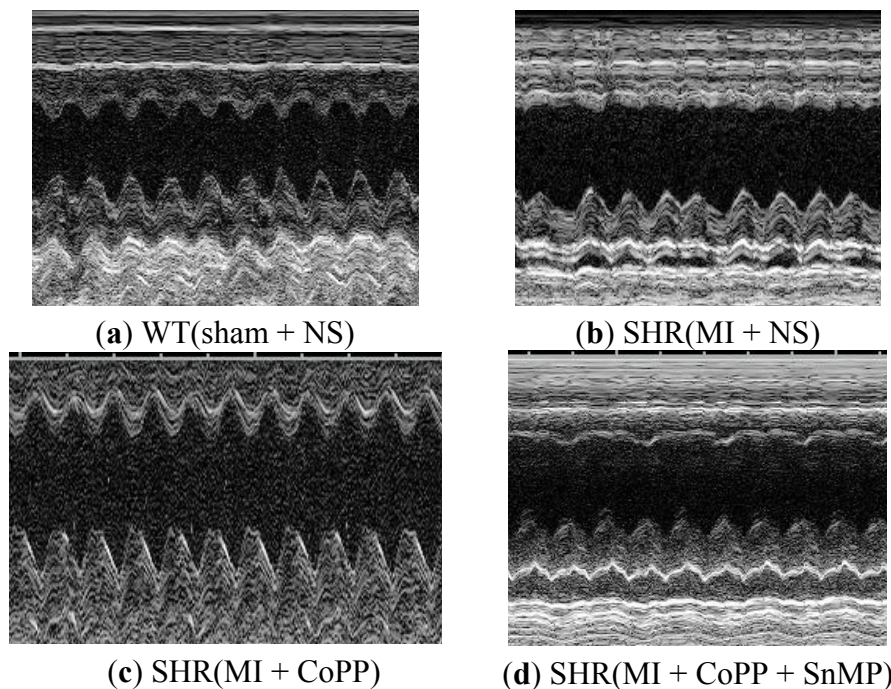 (a) WT(sham + NS)
(b) SHR(MI + NS)
(c) SHR(MI + CoPP)
(d) SHR(MI + CoPP + SnMP)